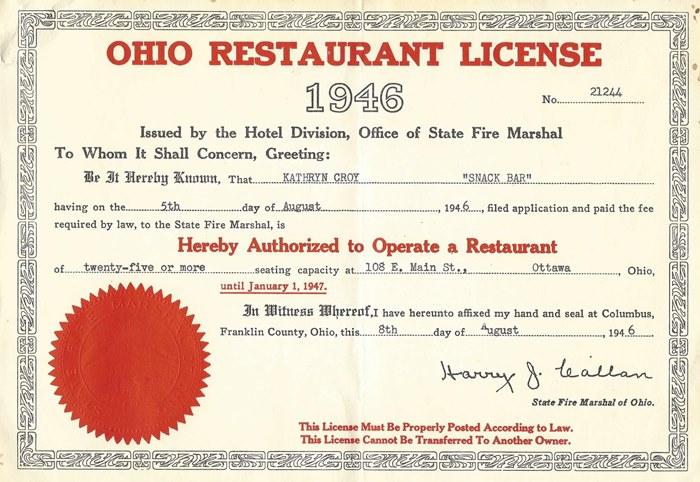 OHIO RESTAURANT LICENSE
1946
No. 21244
Issued by the Hotel Division, Office of State Fire Marshal
To Whom It Shall Concern, Greeting:
Be It Hereby Known, That KATHRYN CROY "SNACK BAR"
having on the 5th day of August, 1946, filed application and paid the fee
required by law, to the State Fire Marshal, is
Hereby Authorized to Operate a Restaurant
of twenty-five or more seating capacity at 108 E. Main St., Ottawa, Ohio,
until January 1, 1947.
In Witness Whereof, I have hereunto affixed my hand and seal at Columbus,
Franklin County, Ohio, this 8th day of August, 1946
Harry J. Callan
State Fire Marshal of Ohio.
This License Must Be Properly Posted According to Law.
This License Cannot Be Transferred To Another Owner.